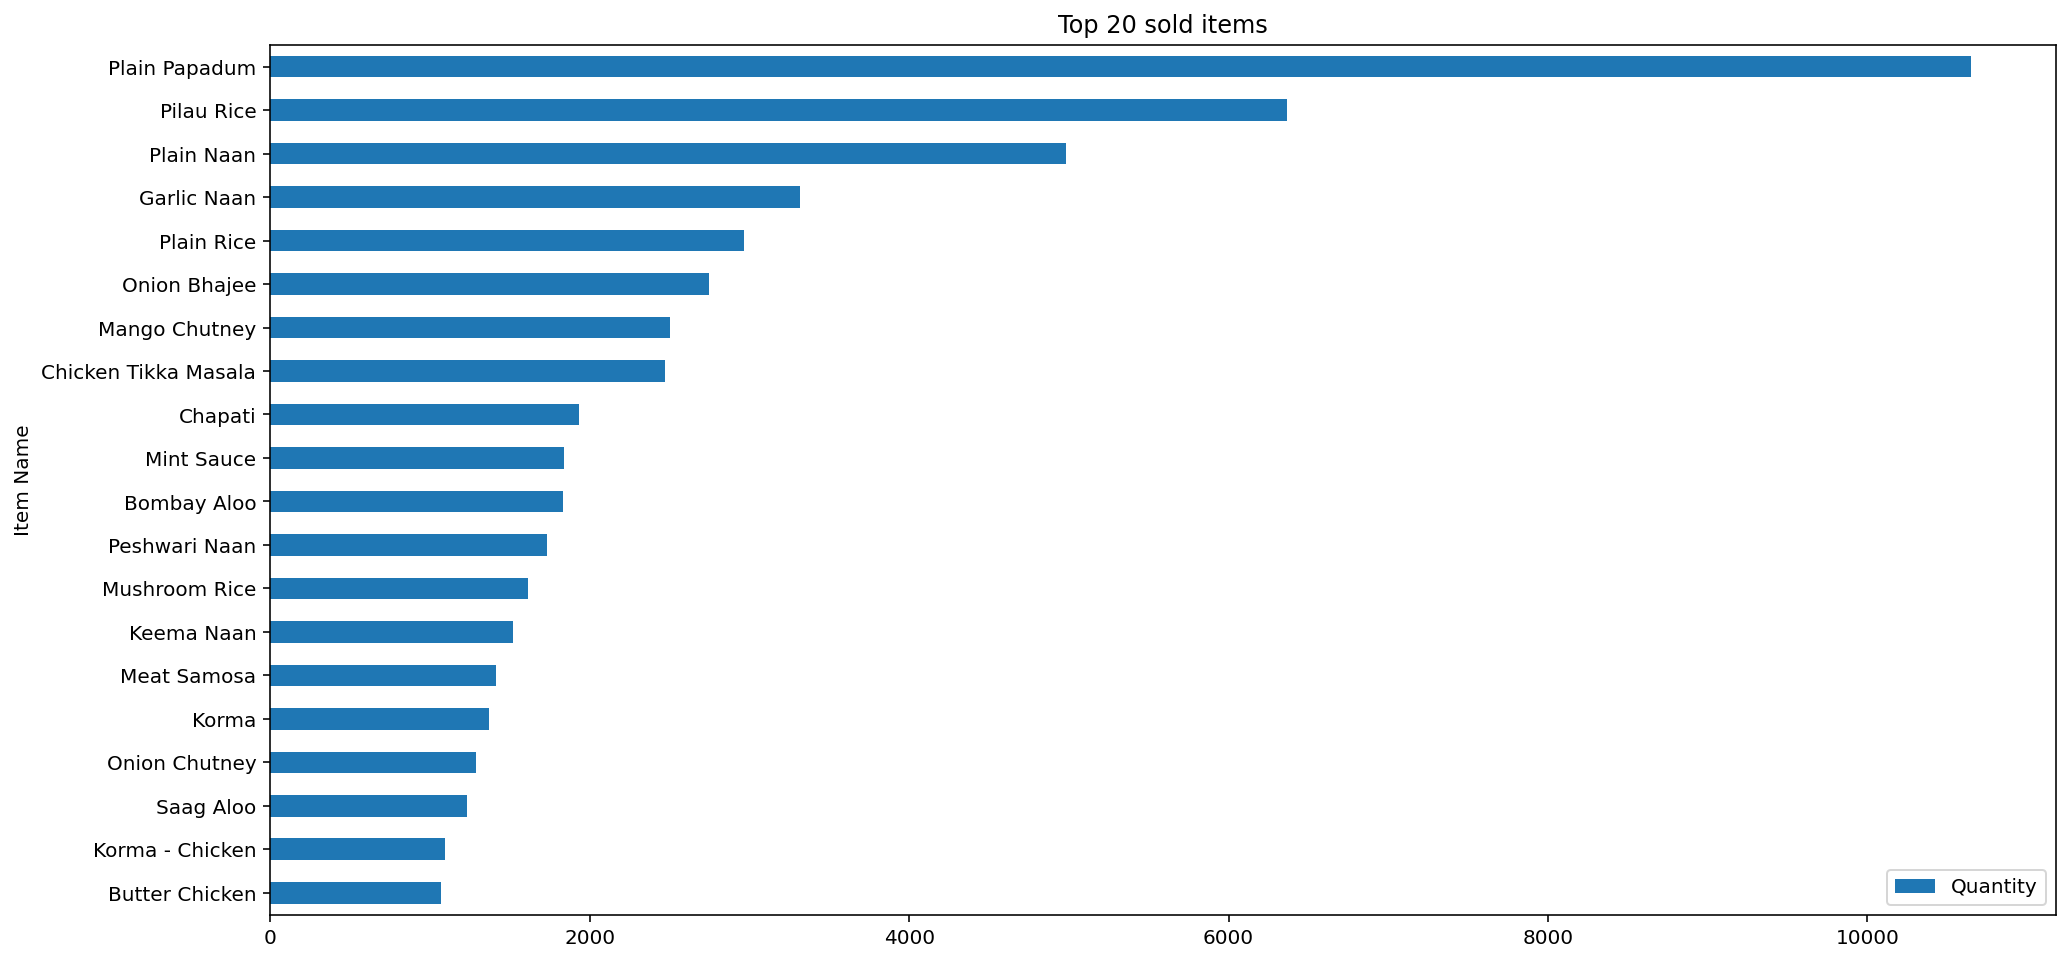 Top 20 sold items
Item Name
Plain Papadum
Pilau Rice
Plain Naan
Garlic Naan
Plain Rice
Onion Bhajee
Mango Chutney
Chicken Tikka Masala
Chapati
Mint Sauce
Bombay Aloo
Peshwari Naan
Mushroom Rice
Keema Naan
Meat Samosa
Korma
Onion Chutney
Saag Aloo
Korma - Chicken
Butter Chicken
Quantity
0 2000 4000 6000 8000 10000